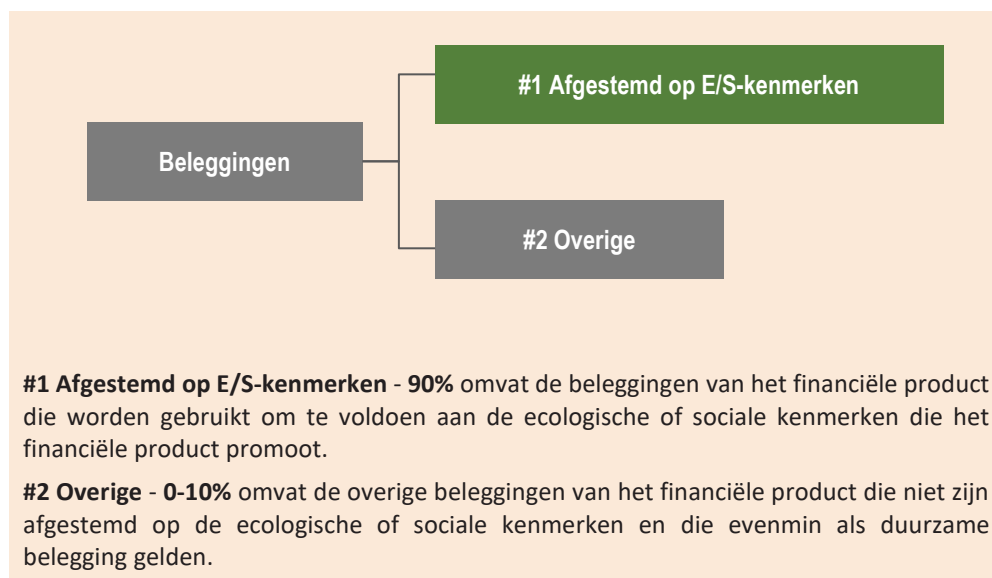 #1 Afgestemd op E/S-kenmerken
Beleggingen
#2 Overige
#1 Afgestemd op E/S-kenmerken - 90% omvat de beleggingen van het financiële product
die worden gebruikt om te voldoen aan de ecologische of sociale kenmerken die het
financiële product promoot.
#2 Overige - 0-10% omvat de overige beleggingen van het financiële product die niet zijn
afgestemd op de ecologische of sociale kenmerken en die evenmin als duurzame
belegging gelden.